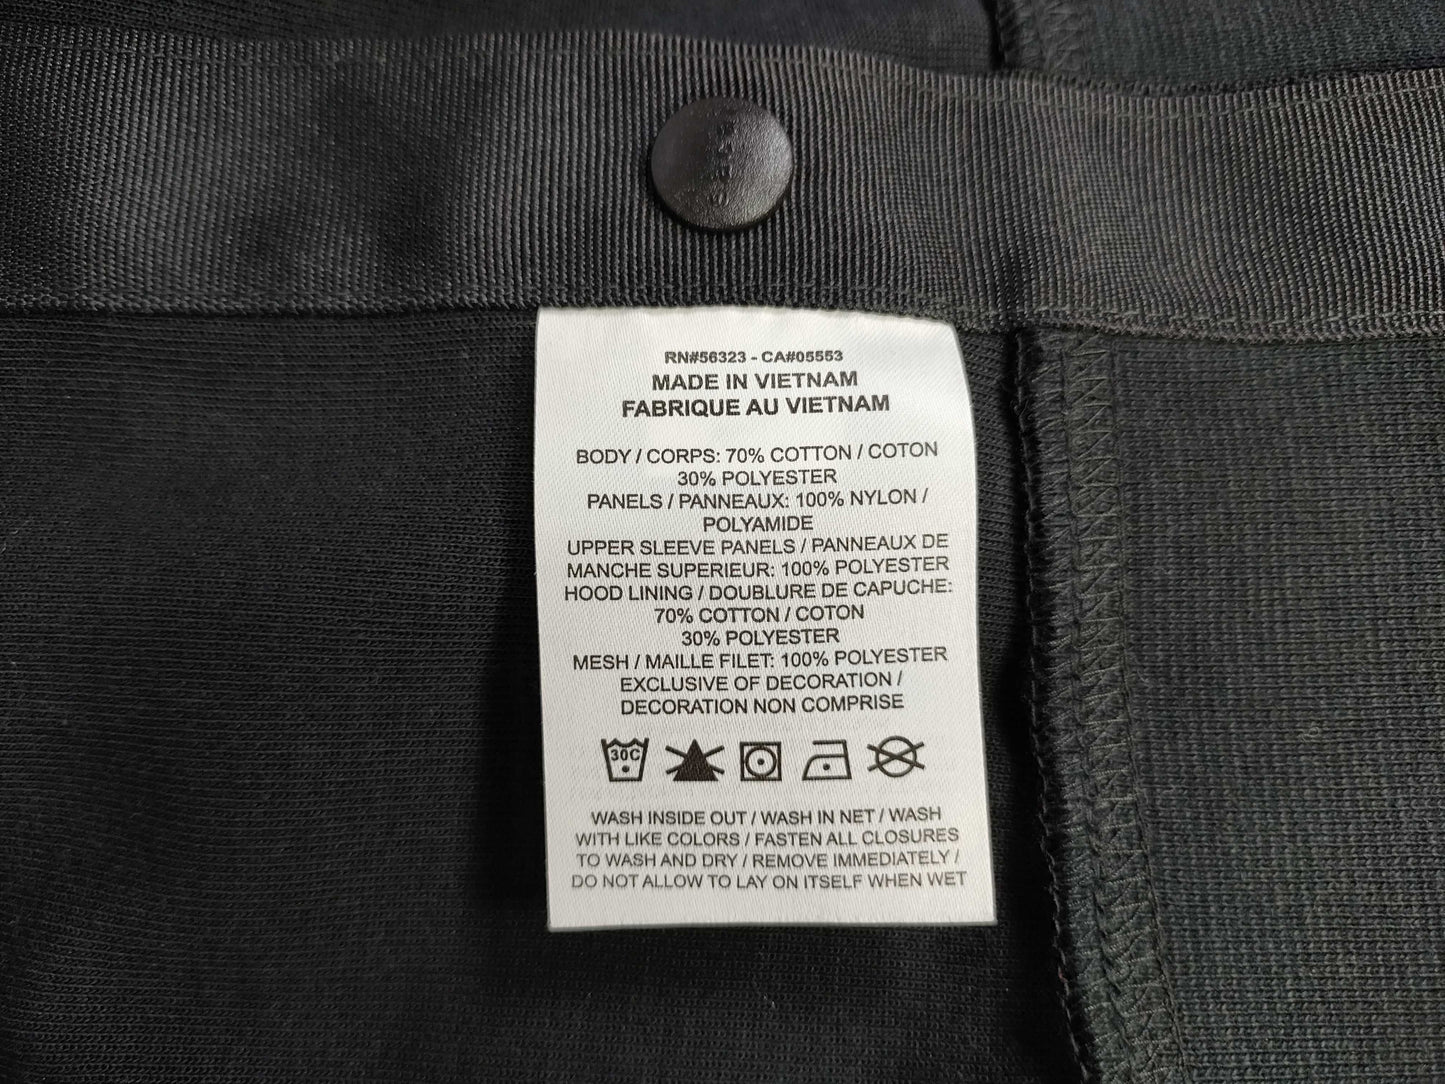 RN#56323 - CA#05553
MADE IN VIETNAM
FABRIQUE AU VIETNAM
BODY / CORPS: 70% COTTON / COTON
30% POLYESTER
PANELS / PANNEAUX: 100% NYLON /
POLYAMIDE
UPPER SLEEVE PANELS / PANNEAUX DE
MANCHE SUPERIEUR: 100% POLYESTER
HOOD LINING / DOUBLURE DE CAPUCHE:
70% COTTON / COTON
30% POLYESTER
MESH / MAILLE FILET: 100% POLYESTER
EXCLUSIVE OF DECORATION /
DECORATION NON COMPRISE
30C
WASH INSIDE OUT / WASH IN NET / WASH
WITH LIKE COLORS / FASTEN ALL CLOSURES
TO WASH AND DRY / REMOVE IMMEDIATELY /
DO NOT ALLOW TO LAY ON ITSELF WHEN WET